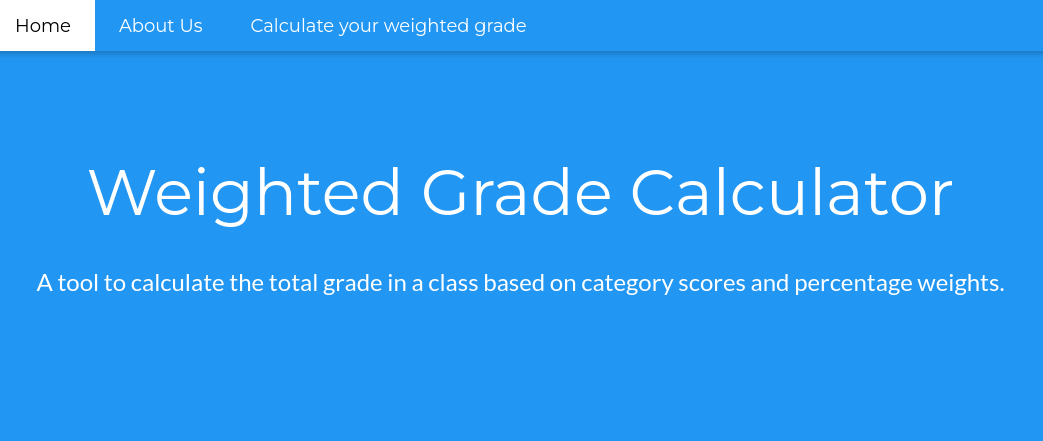 Home About Us Calculate your weighted grade
Weighted Grade Calculator
A tool to calculate the total grade in a class based on category scores and percentage weights.